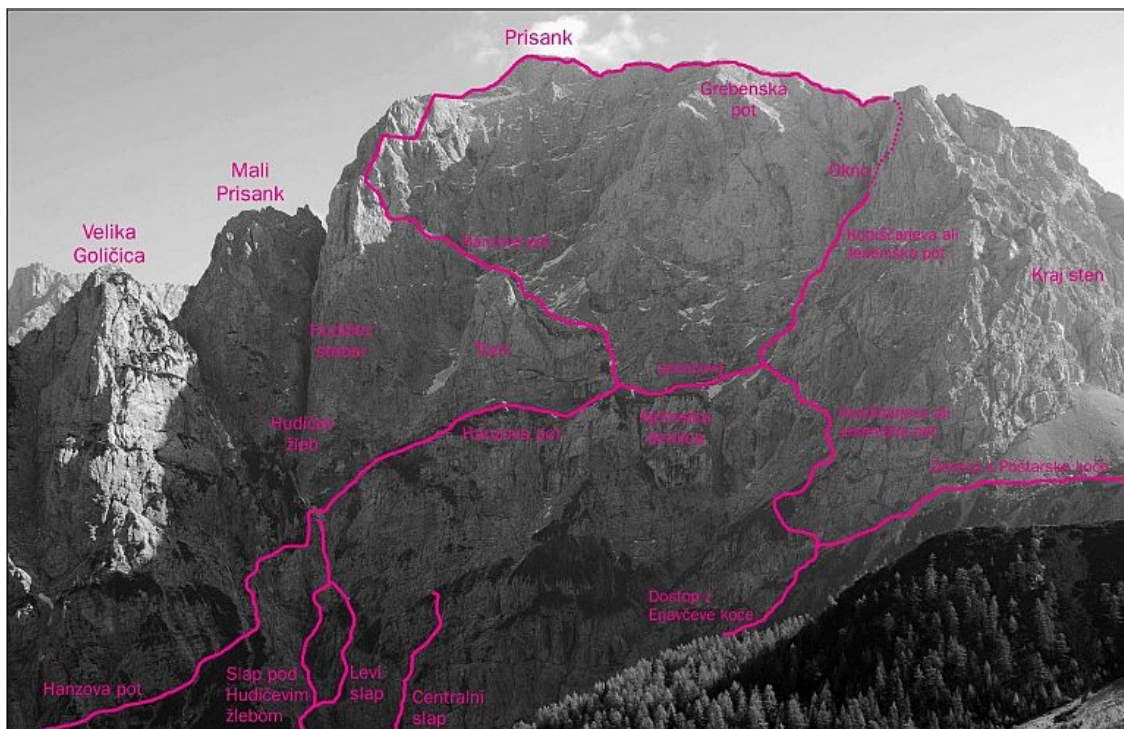 Prisank
Grebenska
pot
Mali
Prisank
Okno
Velika
Goličica
Hanzova pot
Kopiščarjeva ali
Jeseniška pot
Kraj sten
Hudičev
steber
Turn
Hudičev
žleb
Hanzova pot
Ajdovska
deklica
Kopiščarjeva ali
Jeseniška pot
Dostop s Poštarske koče
Dostop z
Erjavčeve koče
Hanzova pot
Slap pod
Hudičevim
žlebom
Levi
slap
Centralni
slap